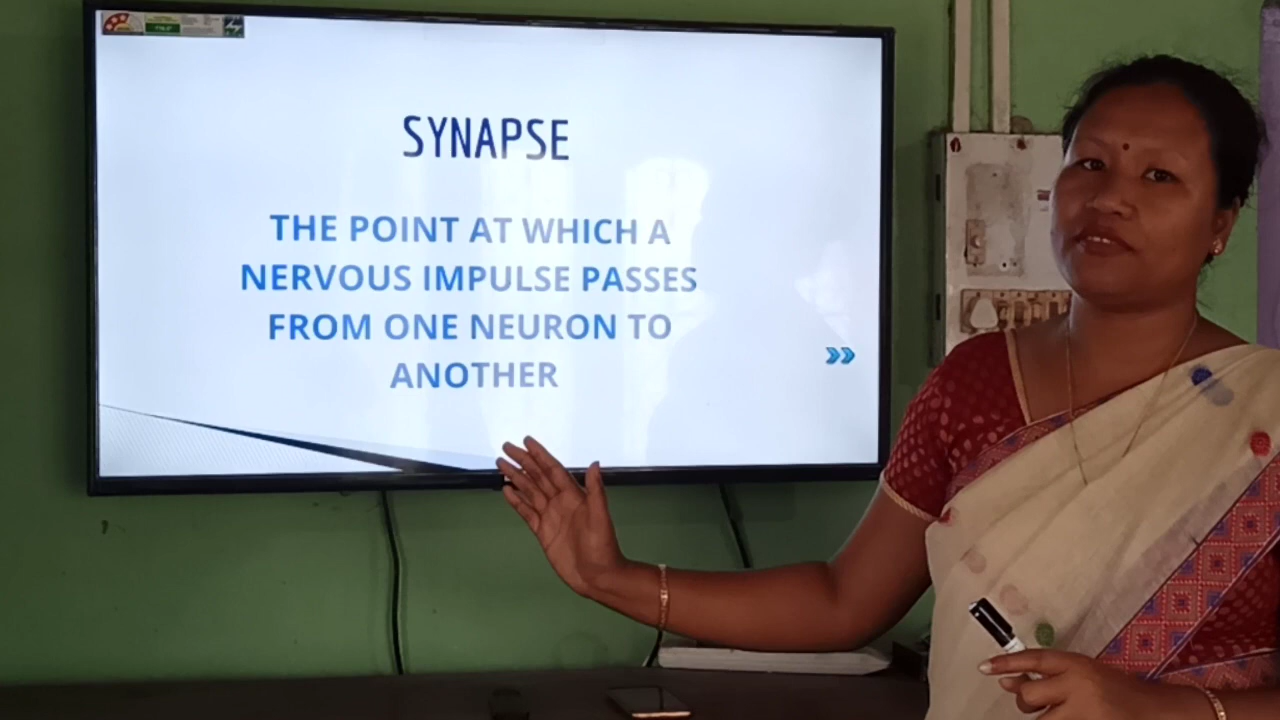 SYNAPSE
THE POINT AT WHICH A
NERVOUS IMPULSE PASSES
FROM ONE NEURON TO
ANOTHER